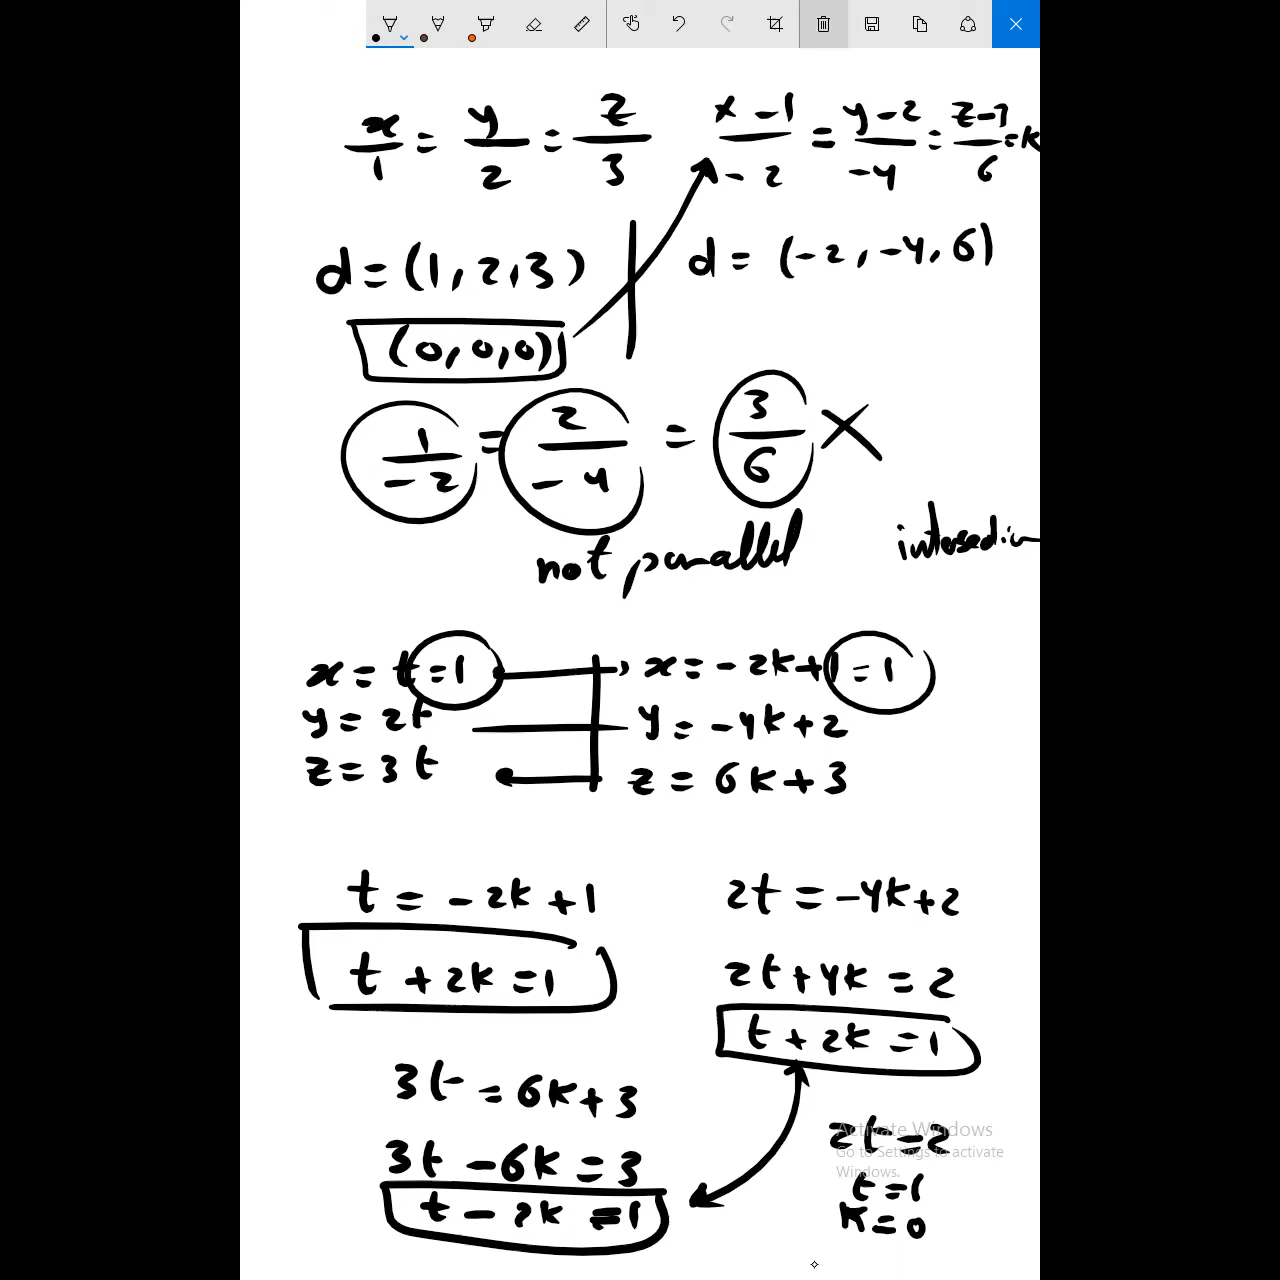 x/1 = y/2 = z/3
x-1/-2 = y-2/-4 = z-3/6 = k
d = (1, 2, 3)
d = (-2, -4, 6)
(0, 0, 0)
1/-2 = 2/-4 = 3/6 ×
not parallel
x = t = 1
x = -2k+1 = 1
y = 2t
y = -4k+2
z = 3t
z = 6k+3
t = -2k+1
2t = -4k+2
t + 2k = 1
2t+4k = 2
t + 2k = 1
3t = 6k+3
3t - 6k = 3
t - 2k = 1
2t = 2
t = 1
k = 0
Activate Windows
Go to Settings to activate
Windows.